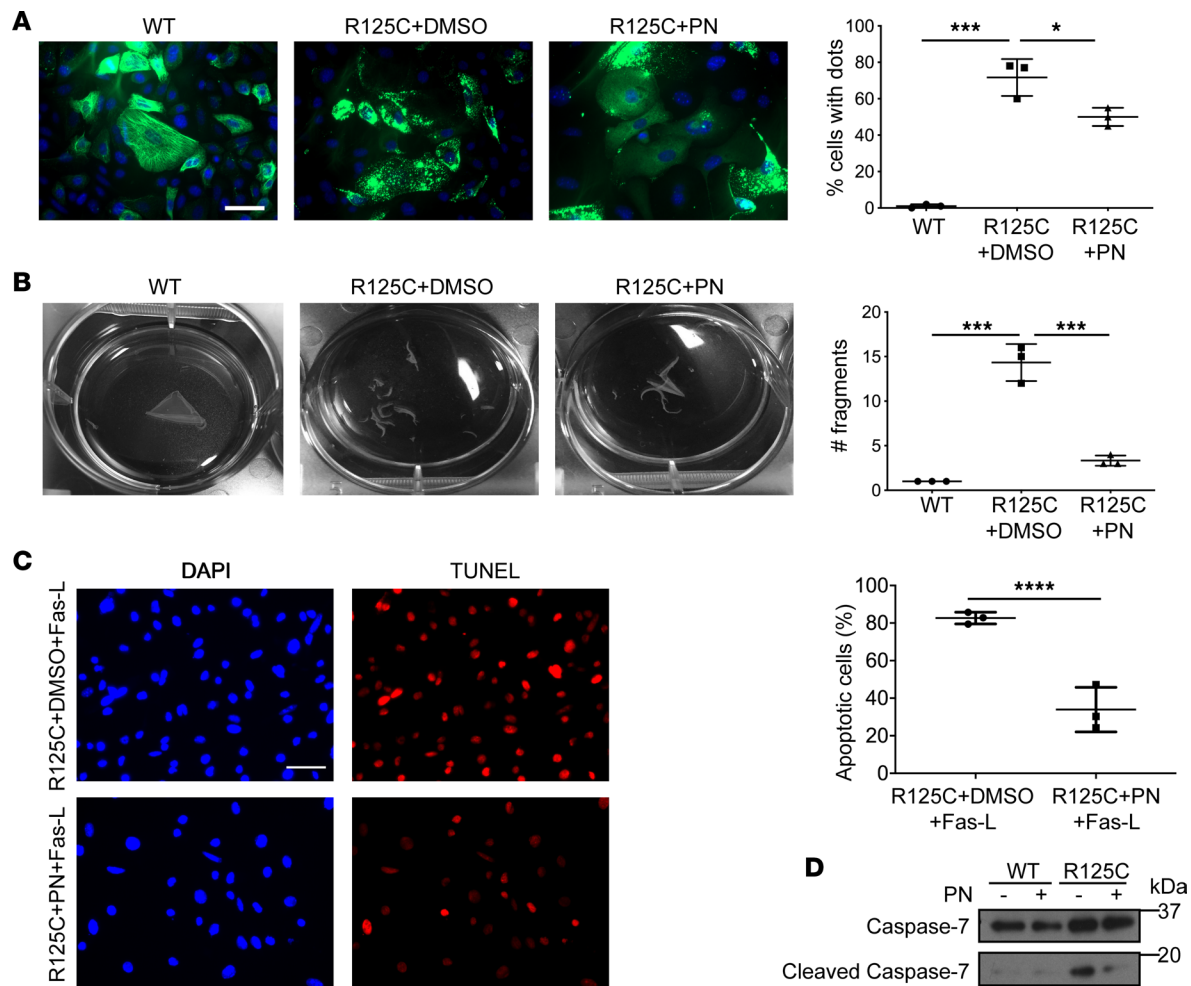 A
WT
R125C+DMSO
R125C+PN
% cells with dots
100
80
60
40
20
0
***
*
WT
R125C
+DMSO
R125C
+PN
B
WT
R125C+DMSO
R125C+PN
# fragments
20
15
10
5
0
***
***
WT
R125C
+DMSO
R125C
+PN
C
DAPI
TUNEL
R125C+DMSO+Fas-L
R125C+PN+Fas-L
Apoptotic cells (%)
100
80
60
40
20
0
****
R125C+DMSO
+Fas-L
R125C+PN
+Fas-L
D
WT
R125C
kDa
PN
- + - +
Caspase-7
37
Cleaved Caspase-7
20